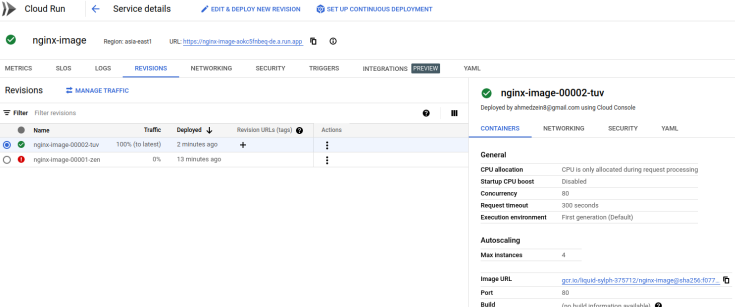 Cloud Run
Service details
EDIT & DEPLOY NEW REVISION
SET UP CONTINUOUS DEPLOYMENT
nginx-image
Region: asia-east1
URL: https://nginx-image-aokc5fnbeq-de.a.run.app
METRICS SLOS LOGS REVISIONS NETWORKING SECURITY TRIGGERS INTEGRATIONS PREVIEW YAML
Revisions
MANAGE TRAFFIC
Filter Filter revisions
Name Traffic Deployed Revision URLs (tags) Actions
nginx-image-00002-tuv 100% (to latest) 2 minutes ago +
nginx-image-00001-zen 0% 13 minutes ago
nginx-image-00002-tuv
Deployed by ahmedzein8@gmail.com using Cloud Console
CONTAINERS NETWORKING SECURITY YAML
General
CPU allocation CPU is only allocated during request processing
Startup CPU boost Disabled
Concurrency 80
Request timeout 300 seconds
Execution environment First generation (Default)
Autoscaling
Max instances 4
Image URL gcr.io/liquid-sylph-375712/nginx-image@sha256:f077...
Port 80
Build (no build information available)